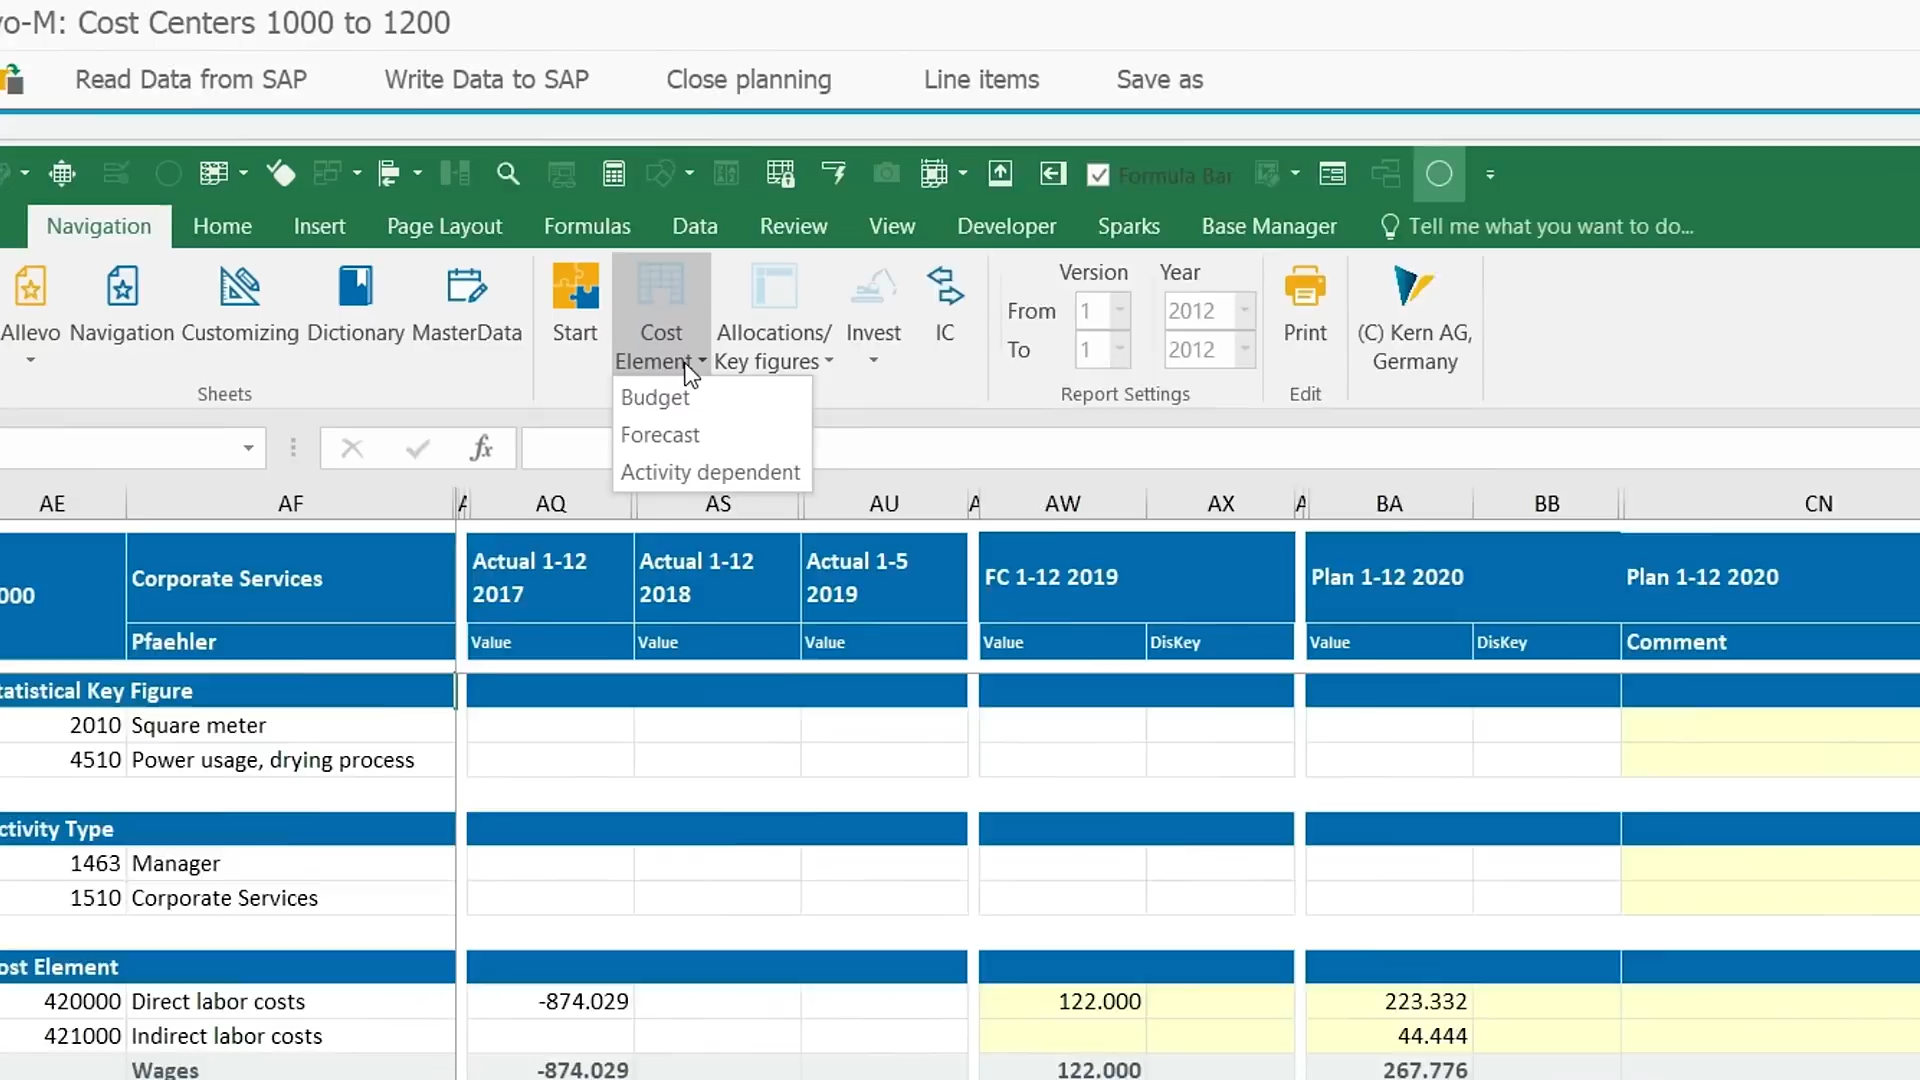 vo-M: Cost Centers 1000 to 1200
Read Data from SAP Write Data to SAP Close planning Line items Save as
Formula Bar
Navigation Home Insert Page Layout Formulas Data Review View Developer Sparks Base Manager Tell me what you want to do...
Allevo Navigation Customizing Dictionary MasterData Start Cost Element Allocations/ Key figures Invest IC
Version Year
From 1 2012
To 1 2012
Print (C) Kern AG, Germany
Sheets Report Settings Edit
Budget
Forecast
Activity dependent
fx
AE AF A AQ AS AU A AW AX A BA BB CN
000 Corporate Services Actual 1-12 2017 Actual 1-12 2018 Actual 1-5 2019 FC 1-12 2019 Plan 1-12 2020 Plan 1-12 2020
Pfaehler Value Value Value Value DisKey Value DisKey Comment
tatistical Key Figure
2010 Square meter
4510 Power usage, drying process
ctivity Type
1463 Manager
1510 Corporate Services
ost Element
420000 Direct labor costs -874.029 122.000 223.332
421000 Indirect labor costs 44.444
Wages -874.029 122.000 267.776